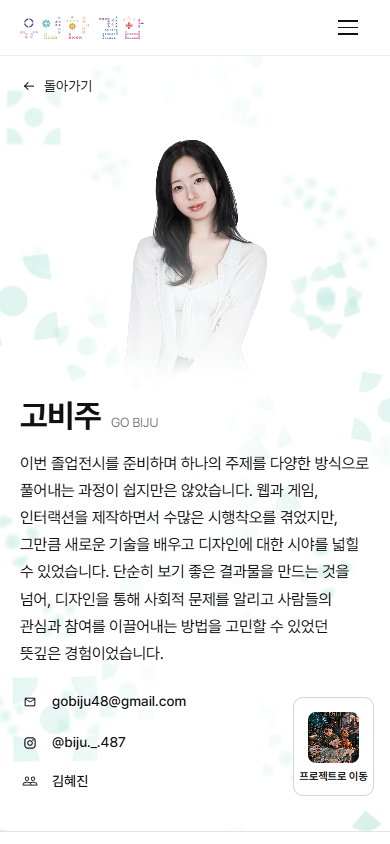 돌아가기
고비주 GO BIJU
이번 졸업전시를 준비하며 하나의 주제를 다양한 방식으로
풀어내는 과정이 쉽지만은 않았습니다. 웹과 게임,
인터랙션을 제작하면서 수많은 시행착오를 겪었지만,
그만큼 새로운 기술을 배우고 디자인에 대한 시야를 넓힐
수 있었습니다. 단순히 보기 좋은 결과물을 만드는 것을
넘어, 디자인을 통해 사회적 문제를 알리고 사람들의
관심과 참여를 이끌어내는 방법을 고민할 수 있었던
뜻깊은 경험이었습니다.
gobiju48@gmail.com
@biju._.487
김혜진
프로젝트로 이동